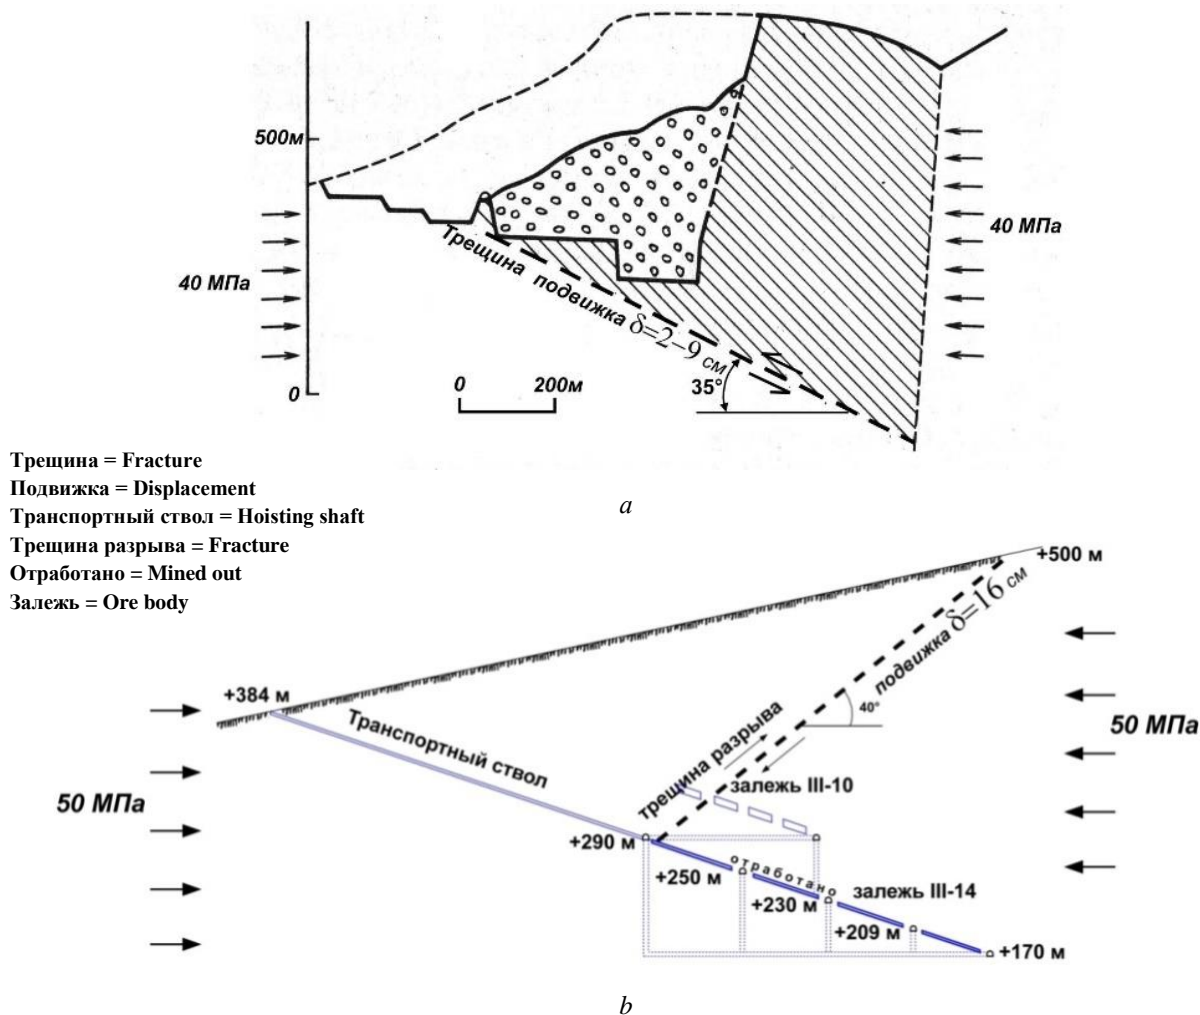 500м
40 МПа
40 МПа
Трещина подвижка δ=2–9 см
0
0
200м
35°
Трещина = Fracture
Подвижка = Displacement
Транспортный ствол = Hoisting shaft
Трещина разрыва = Fracture
Отработано = Mined out
Залежь = Ore body
a
+500 м
подвижка δ=16 см
40°
+384 м
Транспортный ствол
трещина разрыва
50 МПа
50 МПа
залежь III-10
+290 м
отработано
+250 м
залежь III-14
+230 м
+209 м
+170 м
b